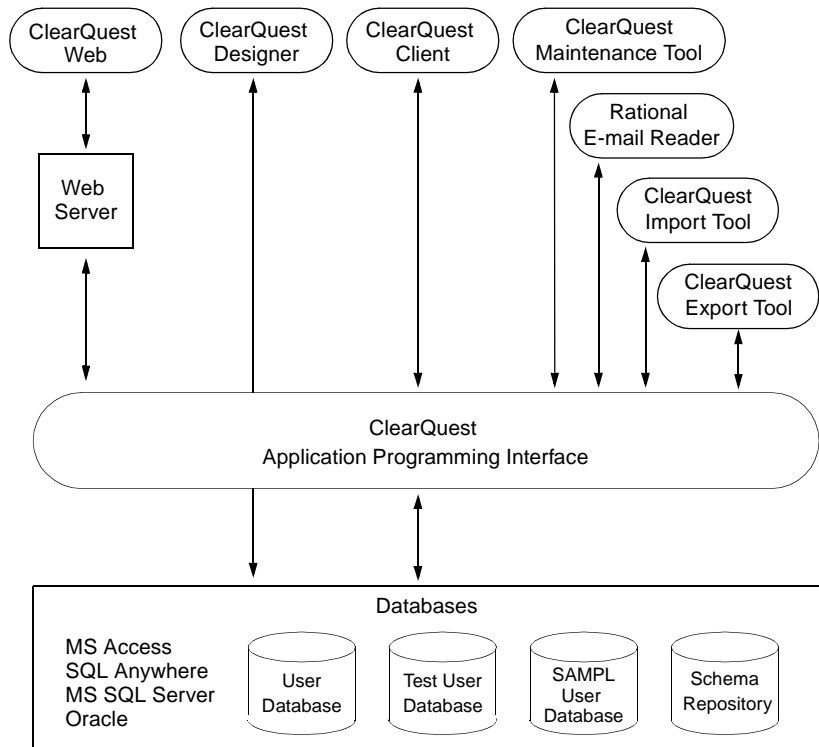 ClearQuest
Web
ClearQuest
Designer
ClearQuest
Client
ClearQuest
Maintenance Tool
Rational
E-mail Reader
Web
Server
ClearQuest
Import Tool
ClearQuest
Export Tool
ClearQuest
Application Programming Interface
Databases
MS Access
SQL Anywhere
MS SQL Server
Oracle
User
Database
Test User
Database
SAMPL
User
Database
Schema
Repository